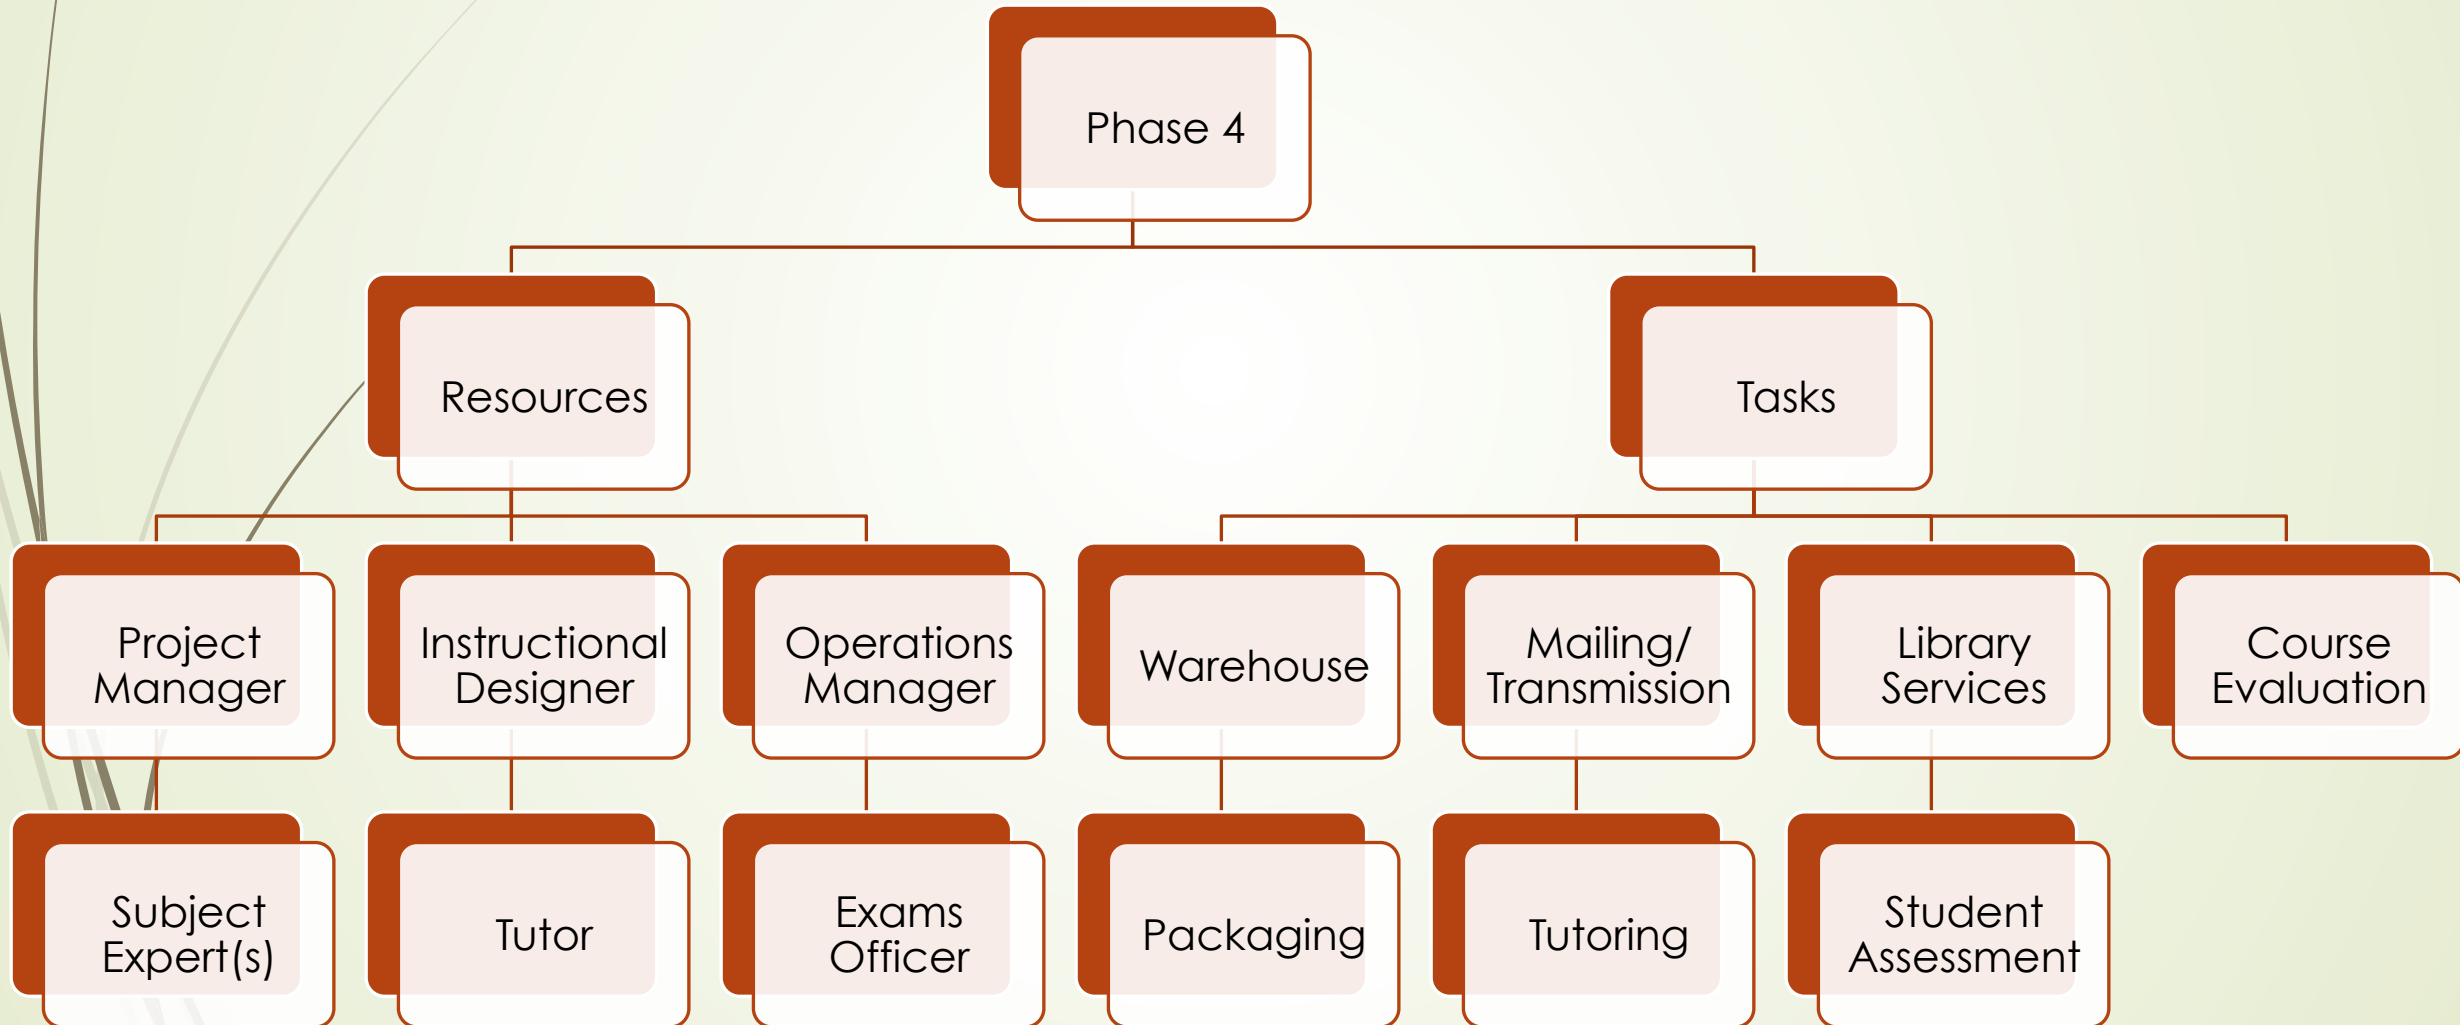 Phase 4
Resources
Tasks
Project
Manager
Instructional
Designer
Operations
Manager
Warehouse
Mailing/
Transmission
Library
Services
Course
Evaluation
Subject
Expert(s)
Tutor
Exams
Officer
Packaging
Tutoring
Student
Assessment